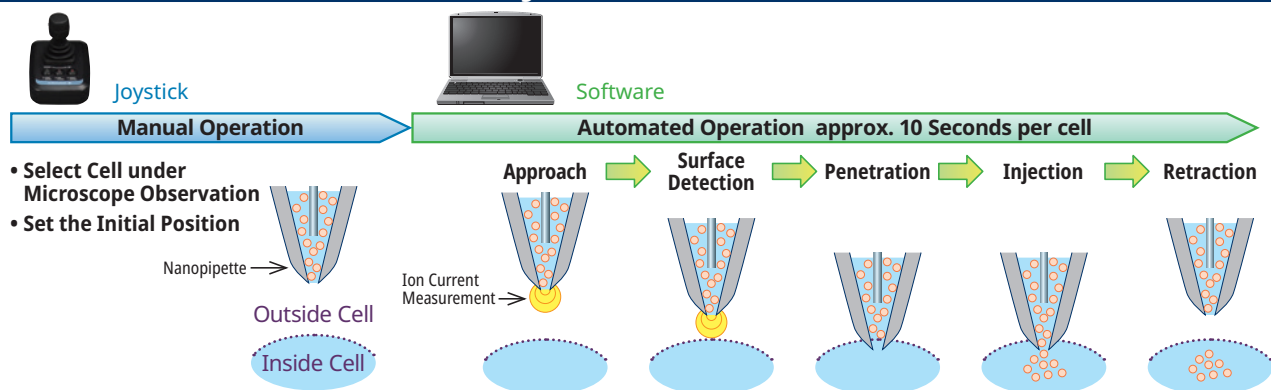 Joystick
Software
Manual Operation
Automated Operation approx. 10 Seconds per cell
• Select Cell under
Microscope Observation
• Set the Initial Position
Nanopipette
Outside Cell
Inside Cell
Approach
Surface
Detection
Penetration
Injection
Retraction
Ion Current
Measurement